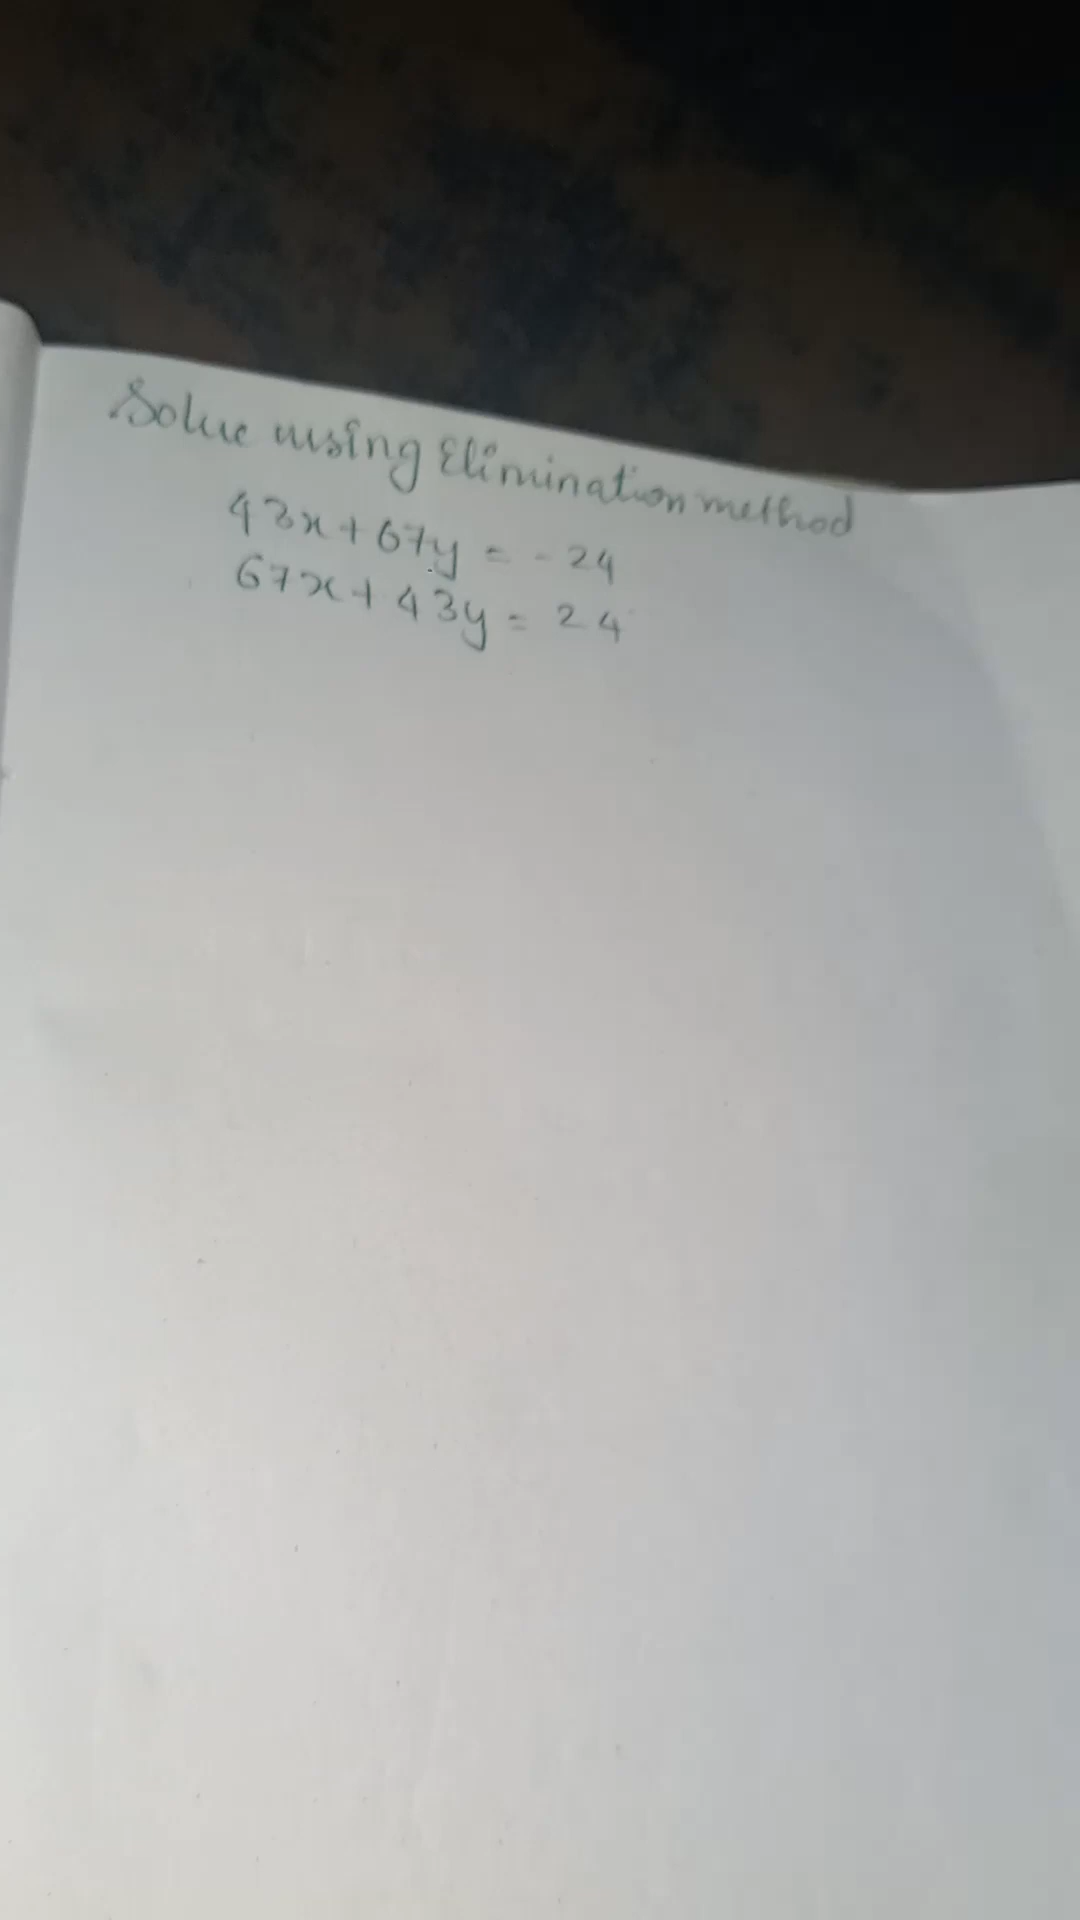 Solve using Elimination method
43x + 67y = - 24
67x + 43y = 24